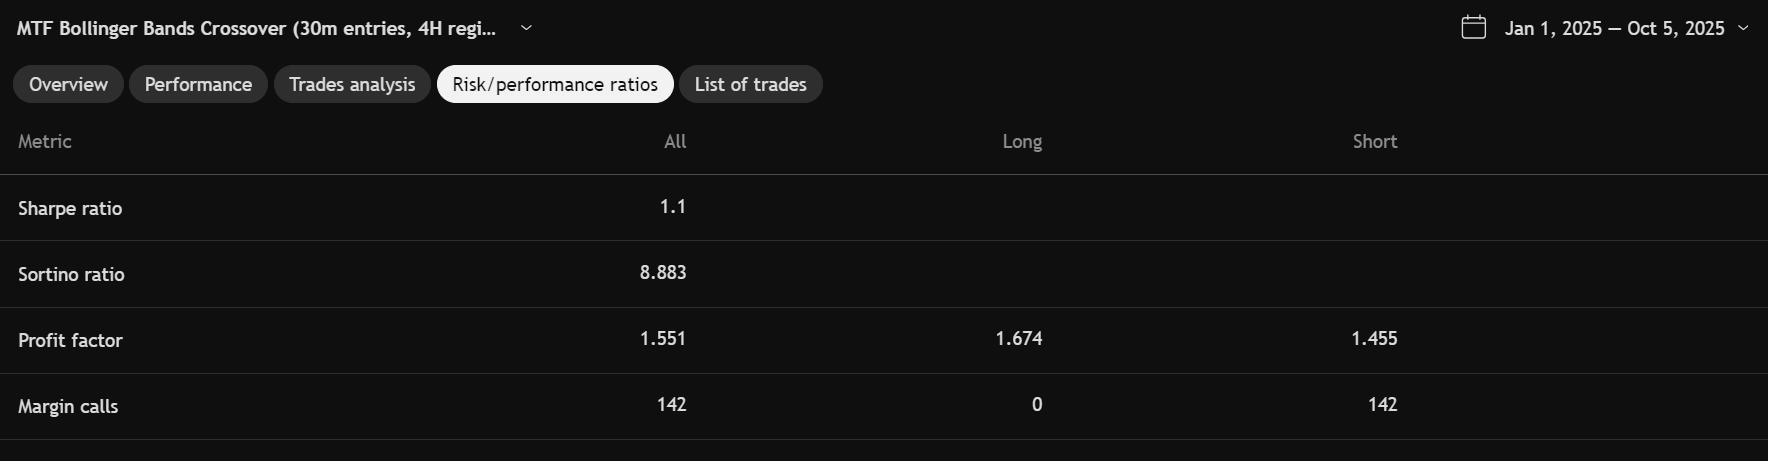 MTF Bollinger Bands Crossover (30m entries, 4H regi... Jan 1, 2025 — Oct 5, 2025
Overview Performance Trades analysis Risk/performance ratios List of trades
Metric All Long Short
Sharpe ratio 1.1
Sortino ratio 8.883
Profit factor 1.551 1.674 1.455
Margin calls 142 0 142